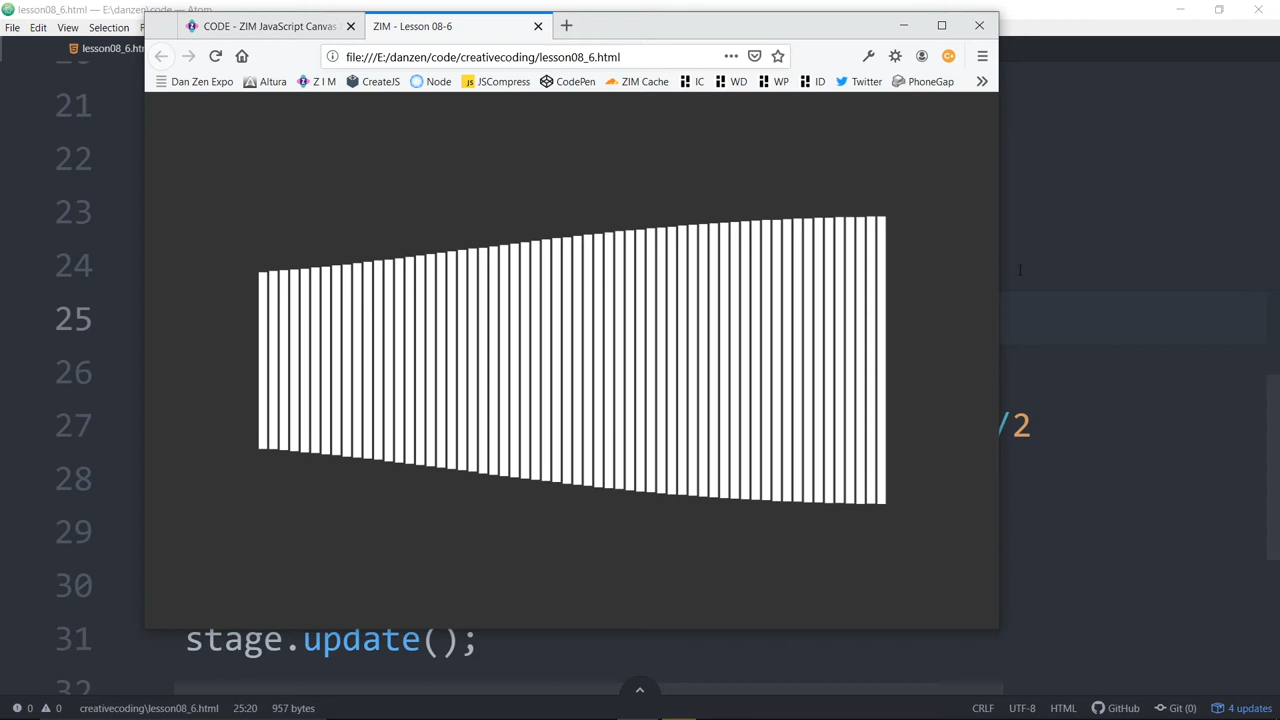 lesson08_6.html — E:\danzen\code — Atom
File Edit View Selection
lesson08_6.htm
CODE - ZIM JavaScript Canvas
ZIM - Lesson 08-6
file:///E:/danzen/code/creativecoding/lesson08_6.html
Dan Zen Expo Altura Z I M CreateJS Node JSCompress CodePen ZIM Cache IC WD WP ID Twitter PhoneGap
21
22
23
24
25
26
27 /2
28
29
30
31 stage.update();
32
0 0 creativecoding\lesson08_6.html 25:20 957 bytes CRLF UTF-8 HTML GitHub Git (0) 4 updates